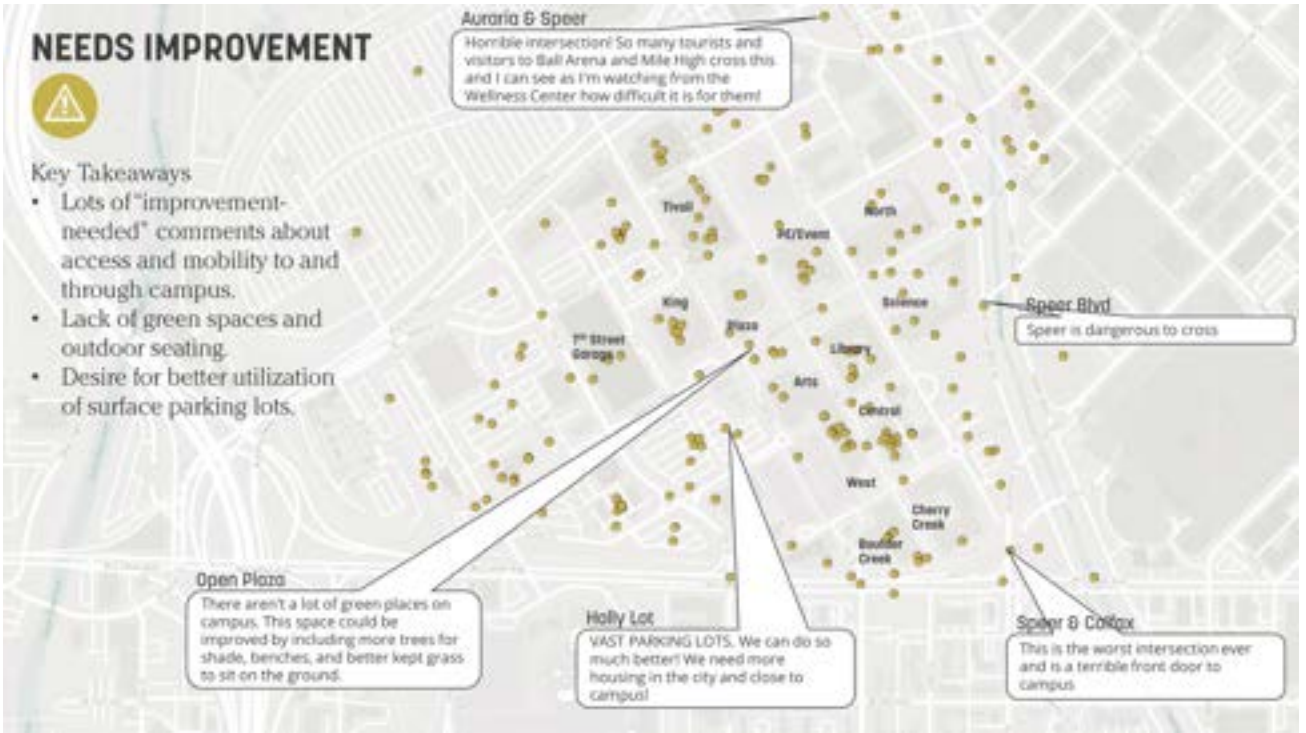 NEEDS IMPROVEMENT
Key Takeaways
• Lots of "improvement-
needed" comments about
access and mobility to and
through campus.
• Lack of green spaces and
outdoor seating.
• Desire for better utilization
of surface parking lots.
Auraria & Speer
Horrible intersection! So many tourists and
visitors to Ball Arena and Mile High cross this
and I can see as I'm watching from the
Wellness Center how difficult it is for them!
Tivoli
North
PE/Event
King
Science
Plaza
7th Street
Garage
Library
Arts
Central
West
Cherry
Creek
Boulder
Creek
Speer Blvd
Speer is dangerous to cross
Open Plaza
There aren't a lot of green places on
campus. This space could be
improved by including more trees for
shade, benches, and better kept grass
to sit on the ground.
Holly Lot
VAST PARKING LOTS. We can do so
much better! We need more
housing in the city and close to
campus!
Speer & Colfax
This is the worst intersection ever
and is a terrible front door to
campus